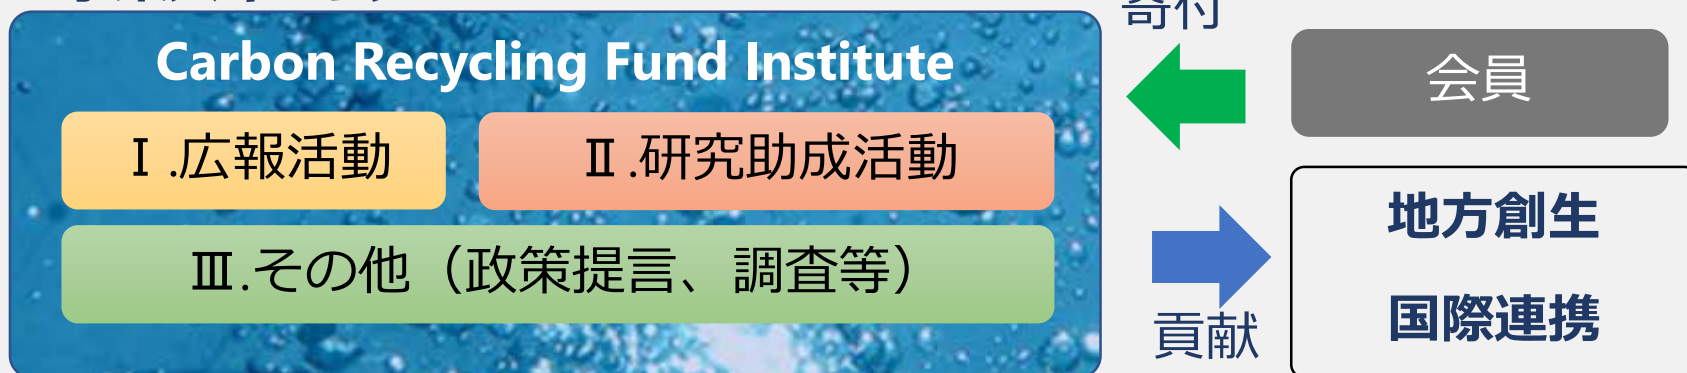 寄付
Carbon Recycling Fund Institute
会員
Ⅰ.広報活動
Ⅱ.研究助成活動
地方創生
Ⅲ.その他（政策提言、調査等）
国際連携
貢献